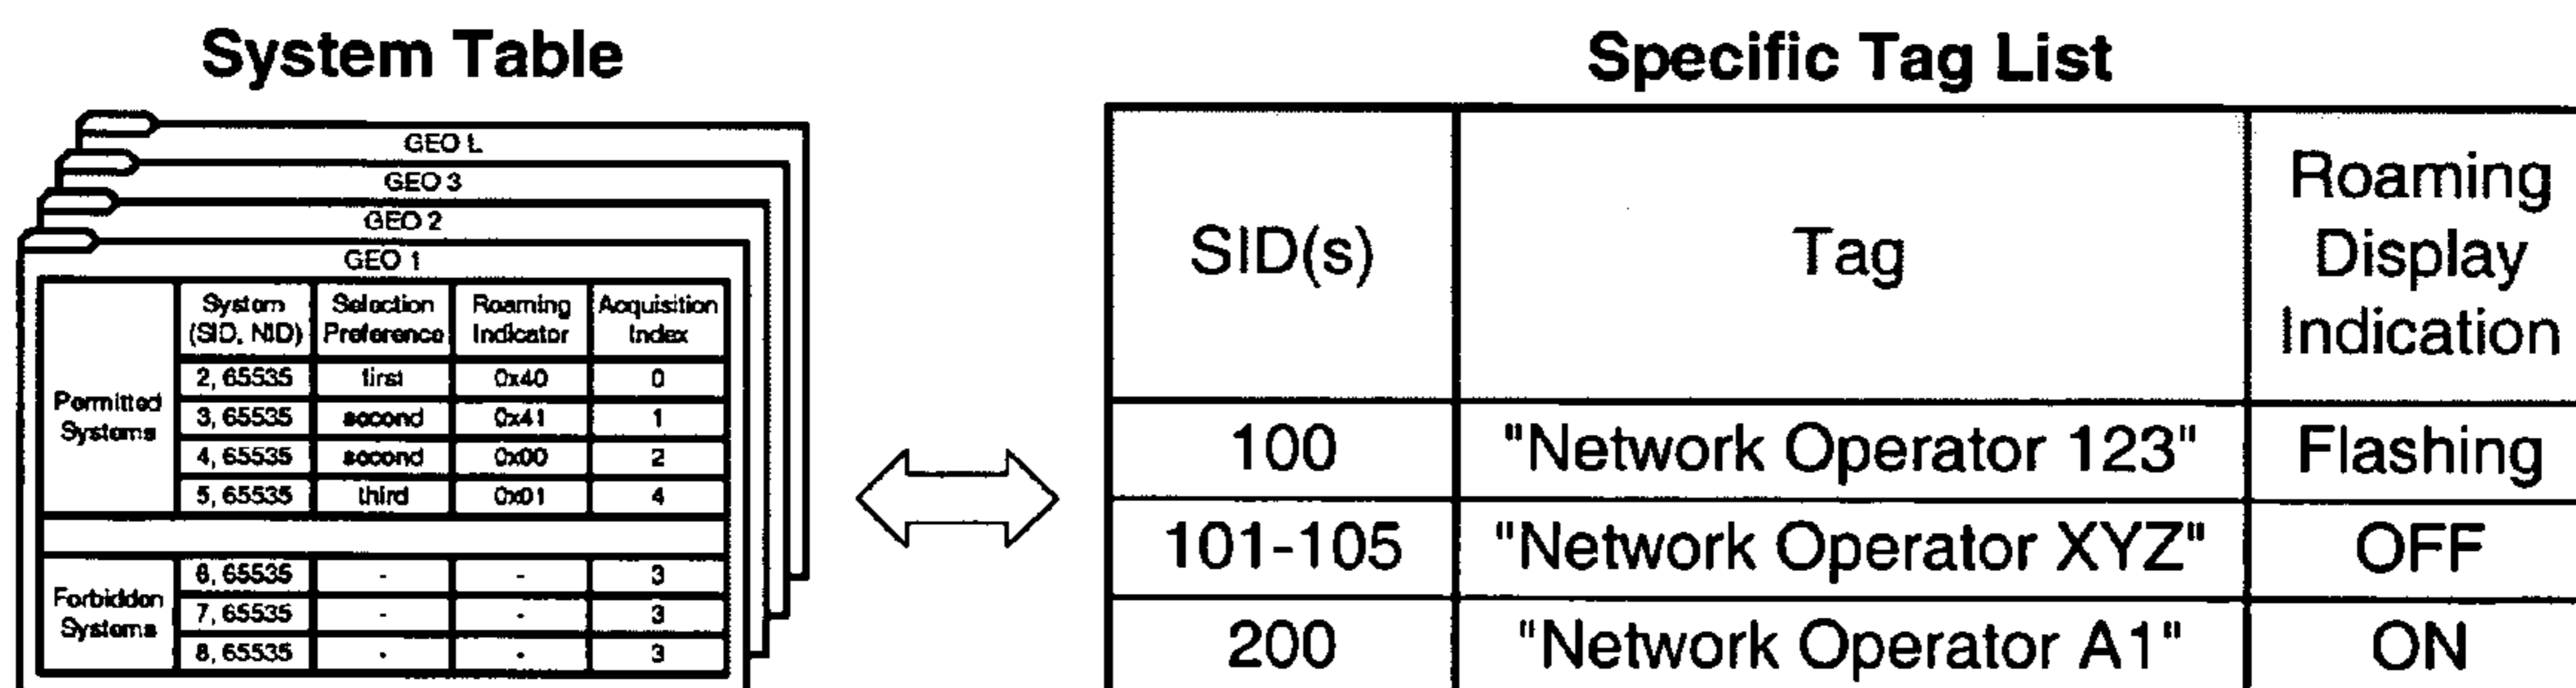 System Table
GEO L
GEO 3
GEO 2
GEO 1
Permitted
Systems
System
(SID, NID)
Selection
Preference
Roaming
Indicator
Acquisition
Index
2, 65535 first 0x40 0
3, 65535 second 0x41 1
4, 65535 second 0x00 2
5, 65535 third 0x01 4
Forbidden
Systems
6, 65535 - - 3
7, 65535 - - 3
8, 65535 - - 3
Specific Tag List
SID(s)
Tag
Roaming
Display
Indication
100 "Network Operator 123" Flashing
101-105 "Network Operator XYZ" OFF
200 "Network Operator A1" ON